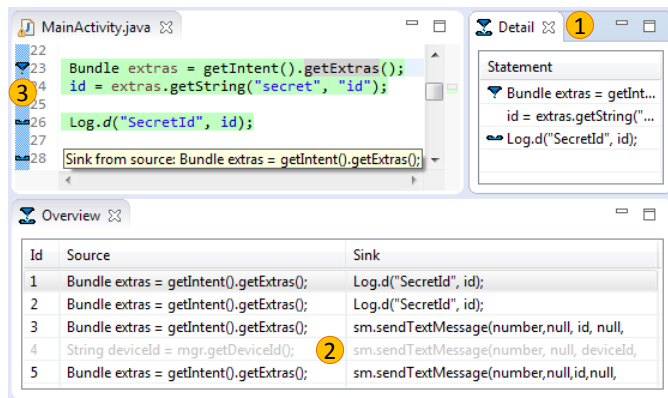 MainActivity.java
22
23 Bundle extras = getIntent().getExtras();
3
24 id = extras.getString("secret", "id");
25
26 Log.d("SecretId", id);
27
28 Sink from source: Bundle extras = getIntent().getExtras();
Detail 1
Statement
Bundle extras = getInt...
id = extras.getString("...
Log.d("SecretId", id);
Overview
Id Source Sink
1 Bundle extras = getIntent().getExtras(); Log.d("SecretId", id);
2 Bundle extras = getIntent().getExtras(); Log.d("SecretId", id);
3 Bundle extras = getIntent().getExtras(); sm.sendTextMessage(number,null, id, null,
4 String deviceId = mgr.getDeviceId(); 2 sm.sendTextMessage(number, null, deviceId,
5 Bundle extras = getIntent().getExtras(); sm.sendTextMessage(number,null,id,null,